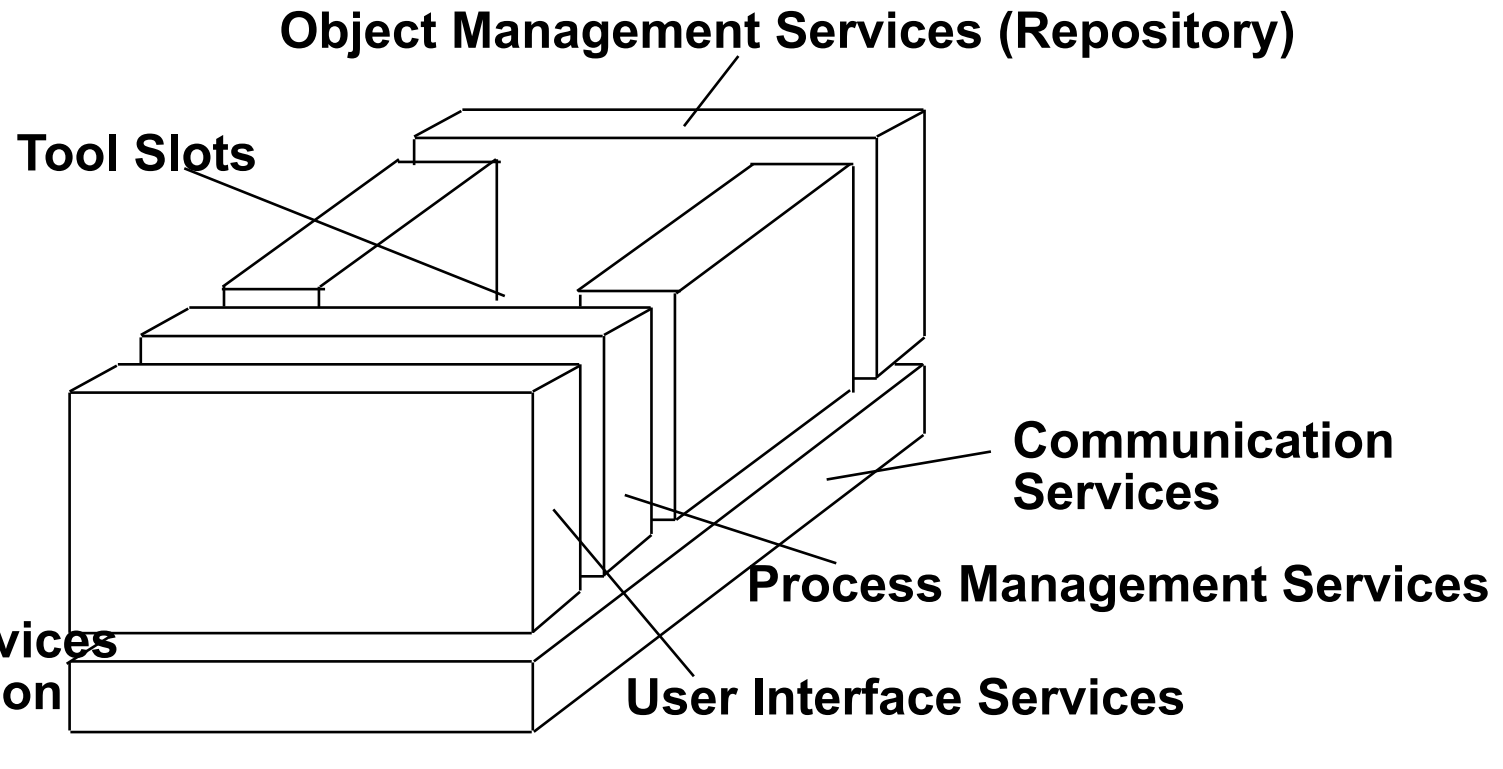 Object Management Services (Repository)
Tool Slots
Communication
Services
Process Management Services
User Interface Services